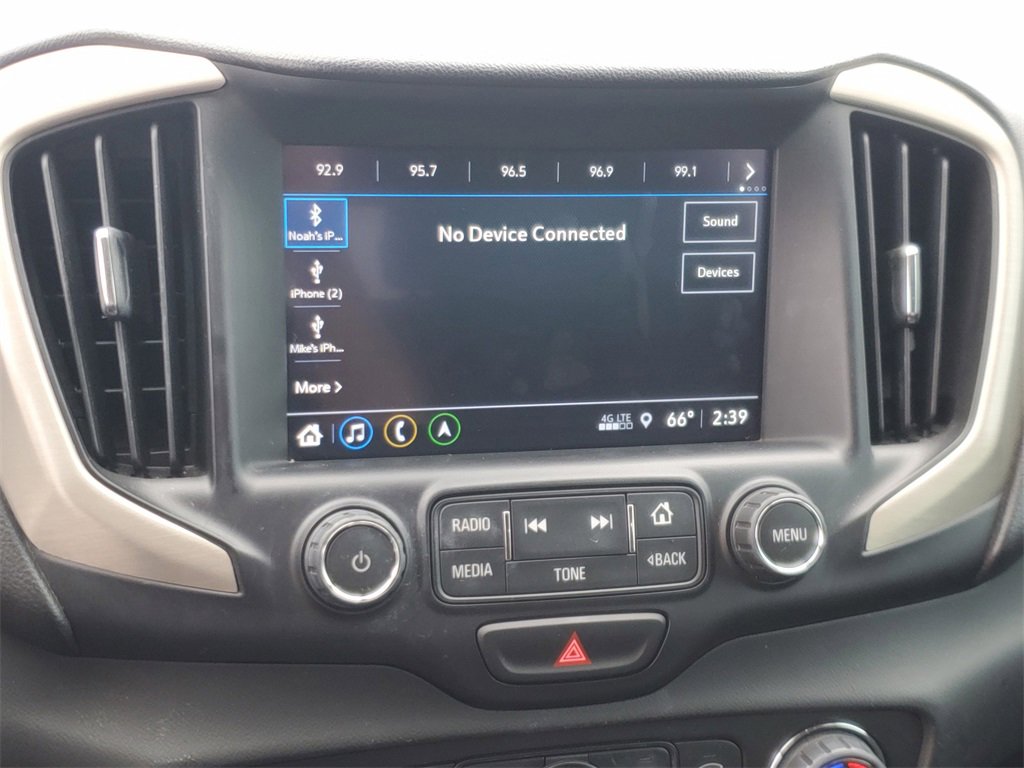 92.9 95.7 96.5 96.9 99.1
Noah's iP...
No Device Connected
Sound
iPhone (2)
Devices
Mike's iPh...
More
4G LTE 66° 2:39
RADIO
MENU
MEDIA
TONE
BACK